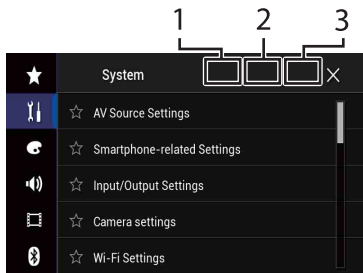 1 2 3
System
AV Source Settings
Smartphone-related Settings
Input/Output Settings
Camera settings
Wi-Fi Settings